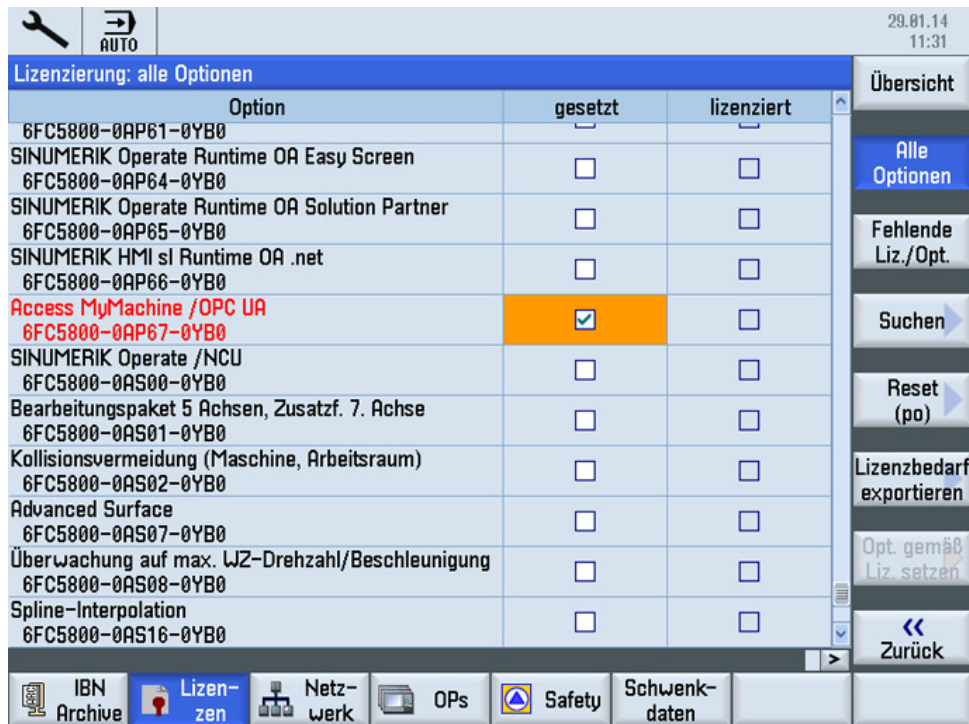 AUTO
29.01.14
11:31
Lizenzierung: alle Optionen
Option gesetzt lizenziert
6FC5800-0AP61-0YB0
SINUMERIK Operate Runtime OA Easy Screen
6FC5800-0AP64-0YB0
SINUMERIK Operate Runtime OA Solution Partner
6FC5800-0AP65-0YB0
SINUMERIK HMI sl Runtime OA .net
6FC5800-0AP66-0YB0
Access MyMachine /OPC UA
6FC5800-0AP67-0YB0
SINUMERIK Operate /NCU
6FC5800-0AS00-0YB0
Bearbeitungspaket 5 Achsen, Zusatzf. 7. Achse
6FC5800-0AS01-0YB0
Kollisionsvermeidung (Maschine, Arbeitsraum)
6FC5800-0AS02-0YB0
Advanced Surface
6FC5800-0AS07-0YB0
Überwachung auf max. WZ-Drehzahl/Beschleunigung
6FC5800-0AS08-0YB0
Spline-Interpolation
6FC5800-0AS16-0YB0
Übersicht
Alle
Optionen
Fehlende
Liz./Opt.
Suchen
Reset
(po)
Lizenzbedarf
exportieren
Opt. gemäß
Liz. setzen
Zurück
IBN
Archive
Lizen-
zen
Netz-
werk
OPs
Safety
Schwenk-
daten